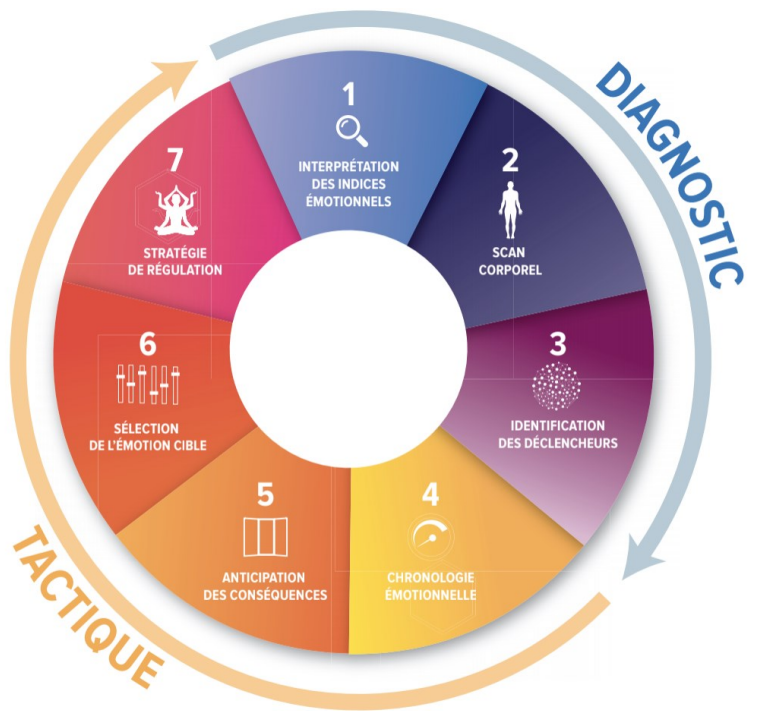 DIAGNOSTIC
1
INTERPRÉTATION
DES INDICES
ÉMOTIONNELS
2
SCAN
CORPOREL
3
IDENTIFICATION
DES DÉCLENCHEURS
4
CHRONOLOGIE
ÉMOTIONNELLE
5
ANTICIPATION
DES CONSÉQUENCES
6
SÉLECTION
DE L'ÉMOTION CIBLE
7
STRATÉGIE
DE RÉGULATION
TACTIQUE